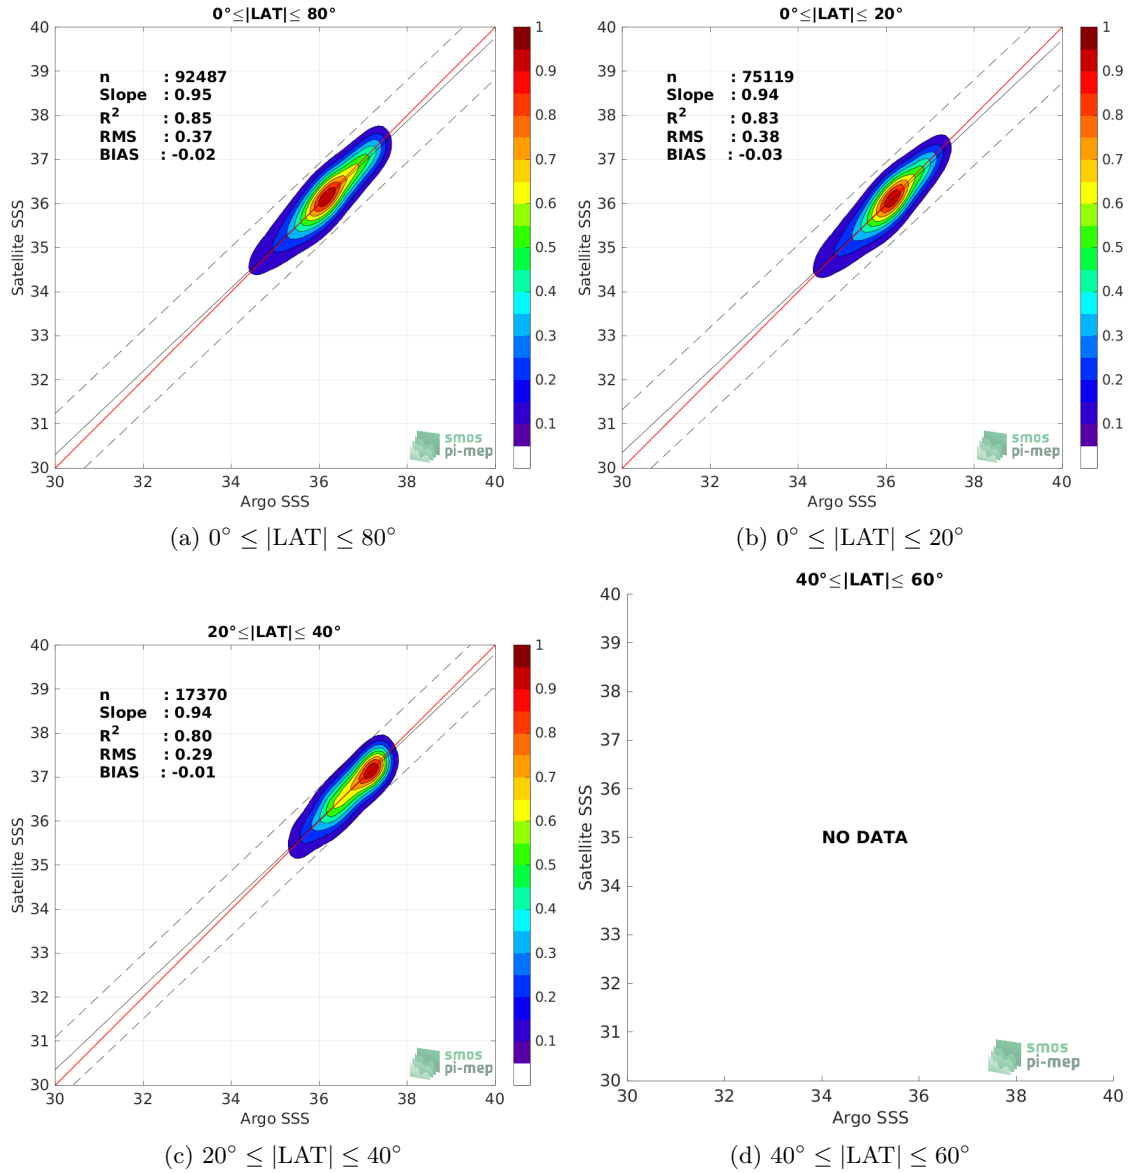 0°≤|LAT|≤ 80°
n : 92487
Slope : 0.95
R2 : 0.85
RMS : 0.37
BIAS : -0.02
40
39
38
37
36
35
34
33
32
31
30
30 32 34 36 38 40
Satellite SSS
Argo SSS
1
0.9
0.8
0.7
0.6
0.5
0.4
0.3
0.2
0.1
smos
pi-mep
(a) 0° ≤ |LAT| ≤ 80°
0°≤|LAT|≤ 20°
n : 75119
Slope : 0.94
R2 : 0.83
RMS : 0.38
BIAS : -0.03
40
39
38
37
36
35
34
33
32
31
30
30 32 34 36 38 40
Satellite SSS
Argo SSS
1
0.9
0.8
0.7
0.6
0.5
0.4
0.3
0.2
0.1
smos
pi-mep
(b) 0° ≤ |LAT| ≤ 20°
20°≤|LAT|≤ 40°
n : 17370
Slope : 0.94
R2 : 0.80
RMS : 0.29
BIAS : -0.01
40
39
38
37
36
35
34
33
32
31
30
30 32 34 36 38 40
Satellite SSS
Argo SSS
1
0.9
0.8
0.7
0.6
0.5
0.4
0.3
0.2
0.1
smos
pi-mep
(c) 20° ≤ |LAT| ≤ 40°
40°≤|LAT|≤ 60°
40
39
38
37
36
35
34
33
32
31
30
30 32 34 36 38 40
Satellite SSS
Argo SSS
NO DATA
smos
pi-mep
(d) 40° ≤ |LAT| ≤ 60°